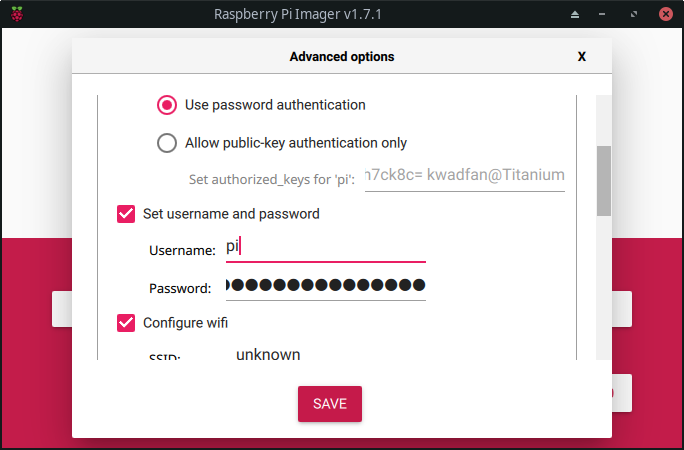 Raspberry Pi Imager v1.7.1
Advanced options
X
Use password authentication
Allow public-key authentication only
Set authorized_keys for 'pi': h7ck8c= kwadfan@Titanium
Set username and password
Username: pi
Password: ●●●●●●●●●●●●●●●
Configure wifi
SSID: unknown
SAVE